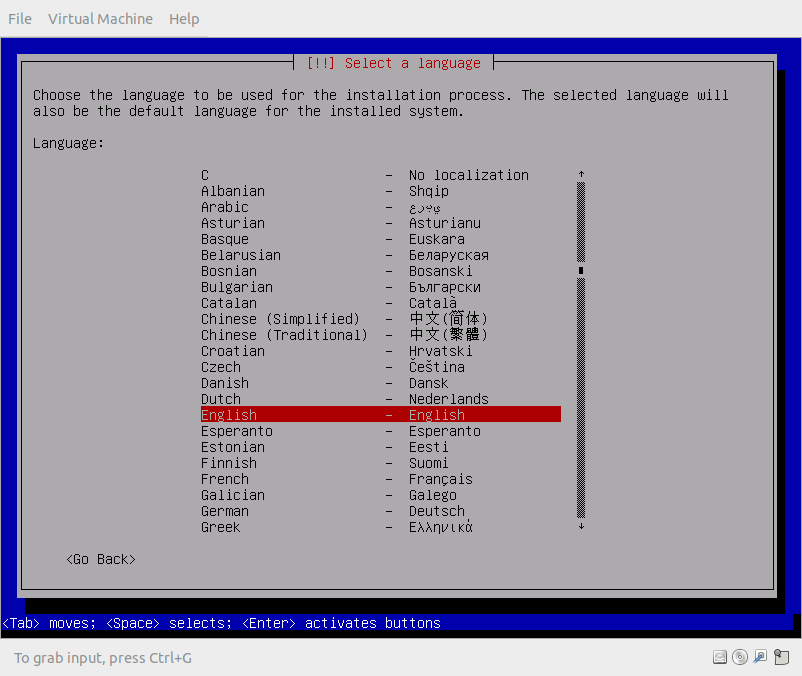 File Virtual Machine Help
[!!] Select a language
Choose the language to be used for the installation process. The selected language will
also be the default language for the installed system.
Language:
C - No localization
Albanian - Shqip
Arabic - عربي
Asturian - Asturianu
Basque - Euskara
Belarusian - Беларуская
Bosnian - Bosanski
Bulgarian - Български
Catalan - Català
Chinese (Simplified) - 中文(简体)
Chinese (Traditional) - 中文(繁體)
Croatian - Hrvatski
Czech - Čeština
Danish - Dansk
Dutch - Nederlands
English - English
Esperanto - Esperanto
Estonian - Eesti
Finnish - Suomi
French - Français
Galician - Galego
German - Deutsch
Greek - Ελληνικά
<Go Back>
<Tab> moves; <Space> selects; <Enter> activates buttons
To grab input, press Ctrl+G